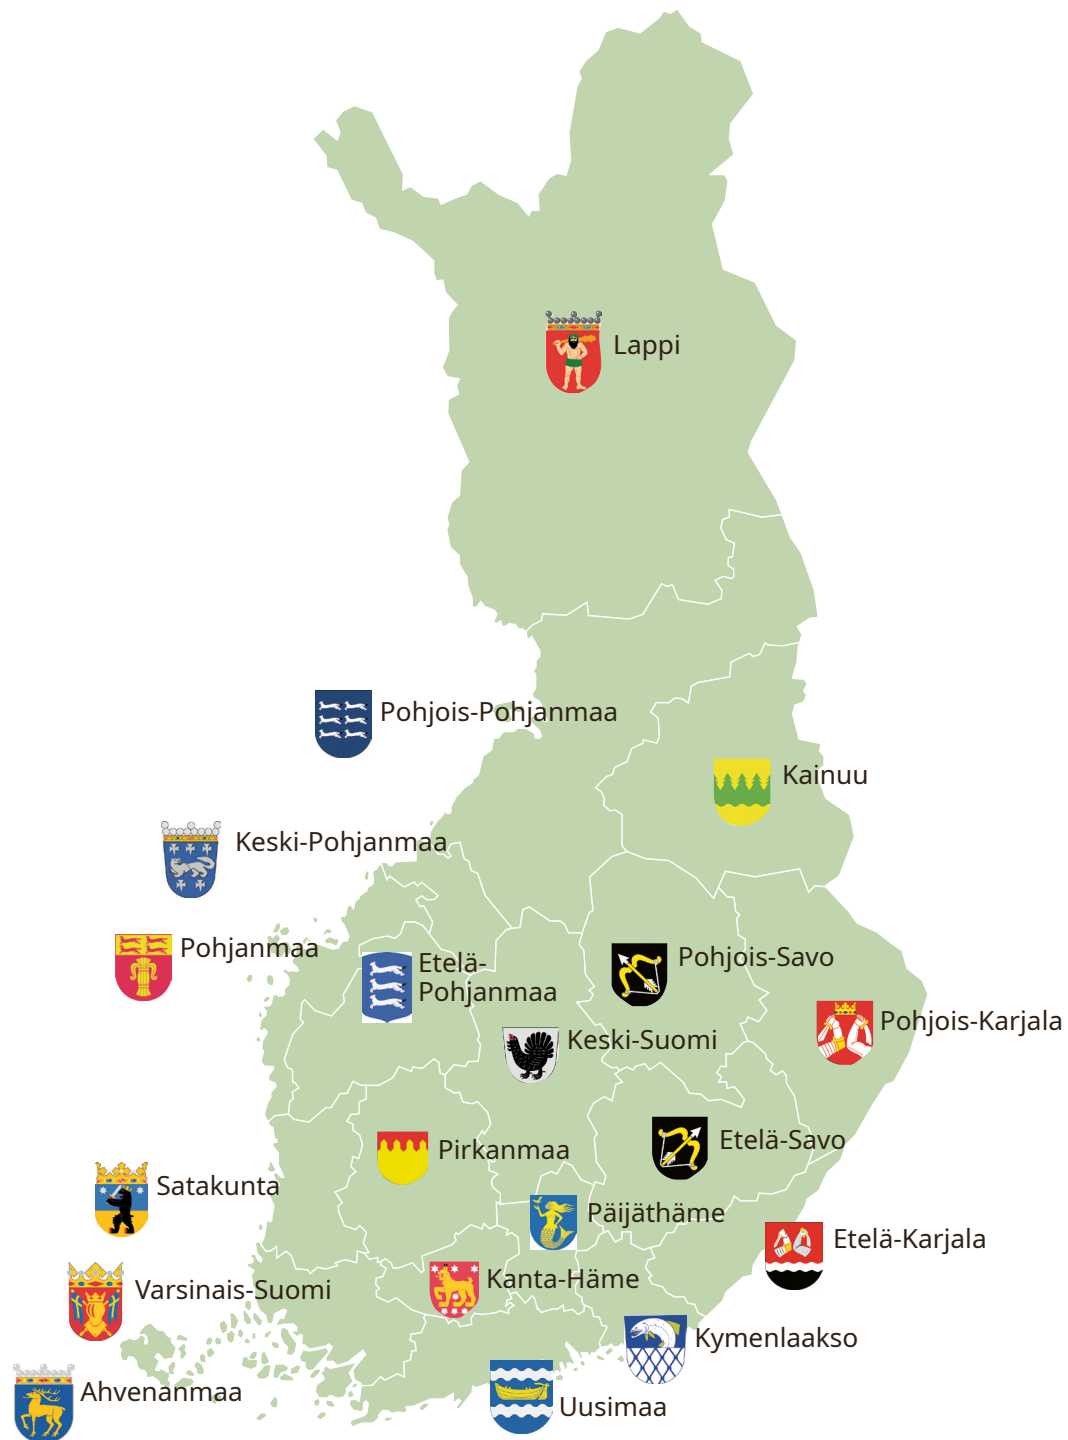 Lappi
Pohjois-Pohjanmaa
Kainuu
Keski-Pohjanmaa
Pohjanmaa
Etelä-
Pohjanmaa
Pohjois-Savo
Pohjois-Karjala
Keski-Suomi
Etelä-Savo
Pirkanmaa
Satakunta
Päijäthäme
Etelä-Karjala
Kanta-Häme
Varsinais-Suomi
Kymenlaakso
Ahvenanmaa
Uusimaa